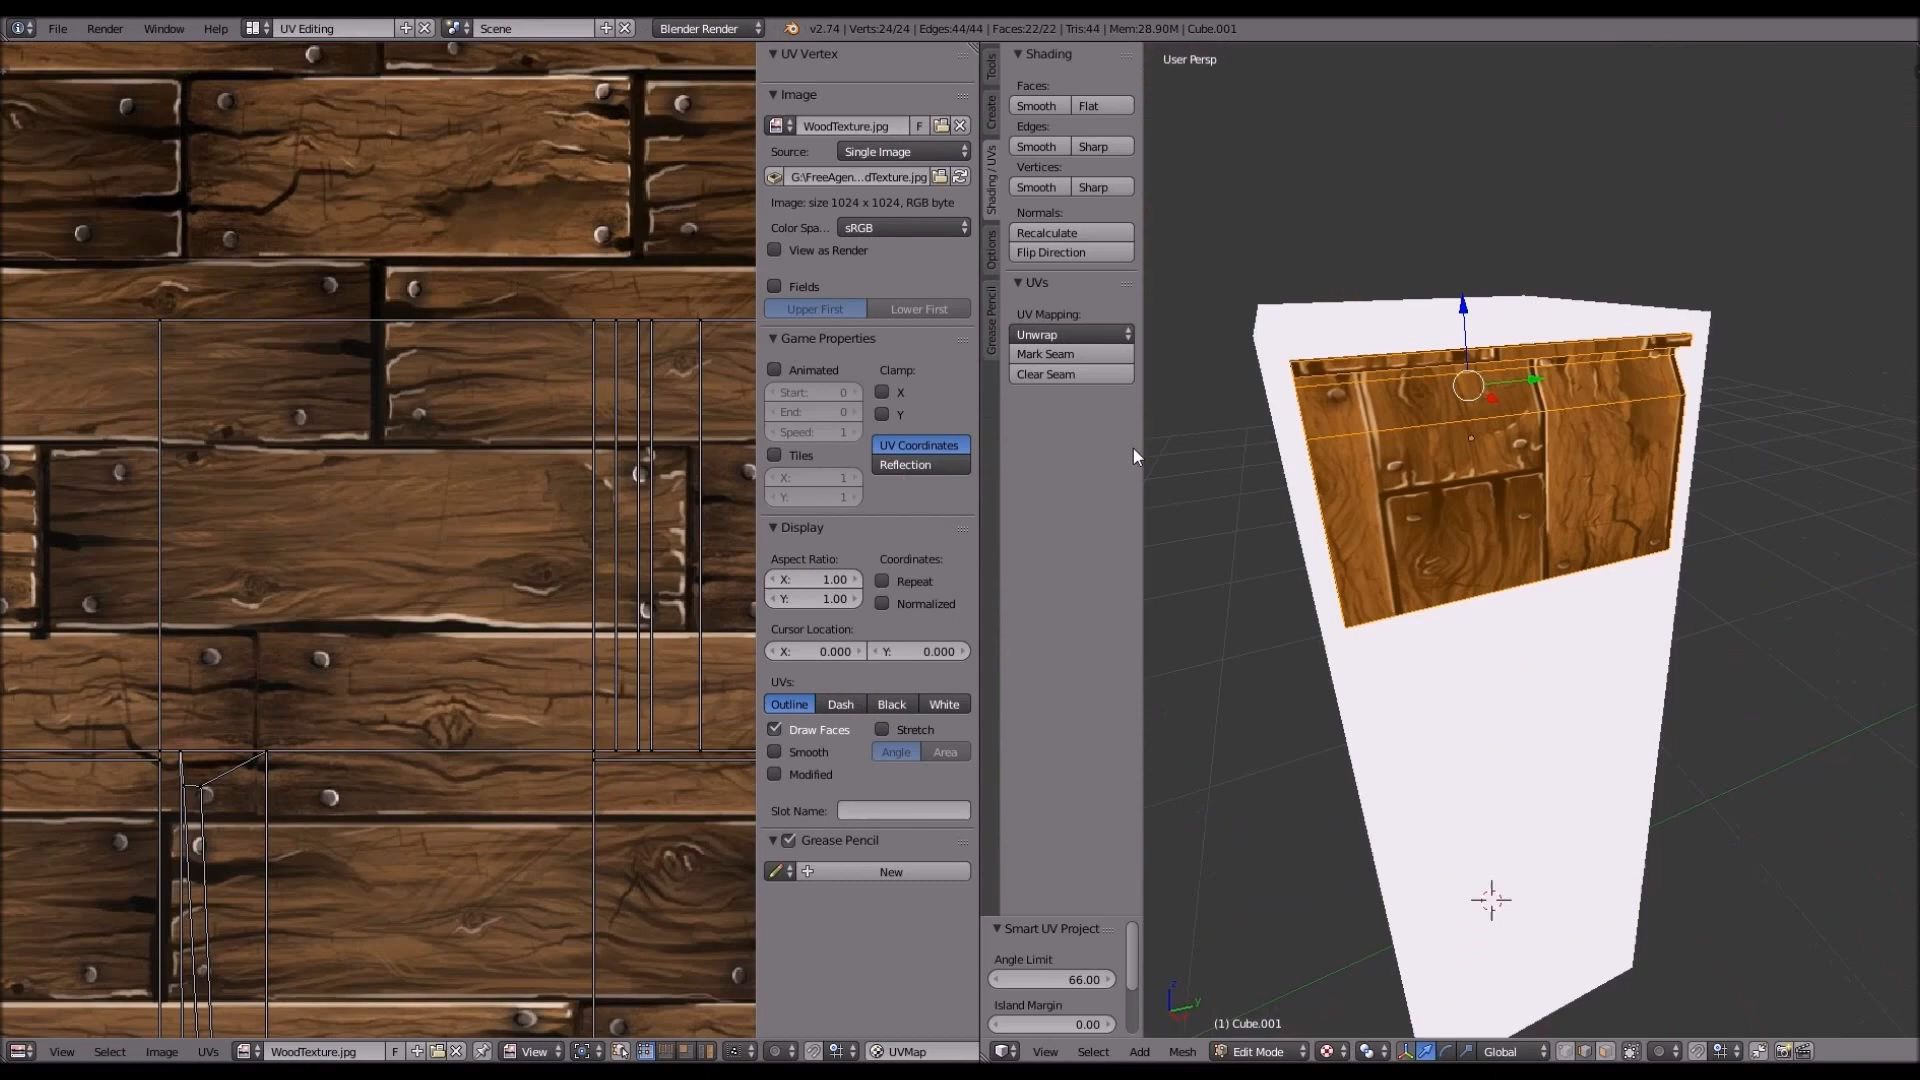 File Render Window Help UV Editing Scene Blender Render v2.74 | Verts:24/24 | Edges:44/44 | Faces:22/22 | Tris:44 | Mem:28.90M | Cube.001
UV Vertex
Image
WoodTexture.jpg F
Source: Single Image
G:\FreeAgen...dTexture.jpg
Image: size 1024 x 1024, RGB byte
Color Spa... sRGB
View as Render
Fields
Upper First Lower First
Game Properties
Animated Clamp:
Start: 0 X
End: 0 Y
Speed: 1 UV Coordinates
Tiles Reflection
X: 1
Y: 1
Display
Aspect Ratio: Coordinates:
X: 1.00 Repeat
Y: 1.00 Normalized
Cursor Location:
X: 0.000 Y: 0.000
UVs:
Outline Dash Black White
Draw Faces Stretch
Smooth Angle Area
Modified
Slot Name:
Grease Pencil
New
Tools
Create
Shading / UVs
Options
Grease Pencil
Shading
Faces:
Smooth Flat
Edges:
Smooth Sharp
Vertices:
Smooth Sharp
Normals:
Recalculate
Flip Direction
UVs
UV Mapping:
Unwrap
Mark Seam
Clear Seam
Smart UV Project
Angle Limit
66.00
Island Margin
0.00
User Persp
z
y
(1) Cube.001
View Select Image UVs WoodTexture.jpg F View UVMap
View Select Add Mesh Edit Mode Global